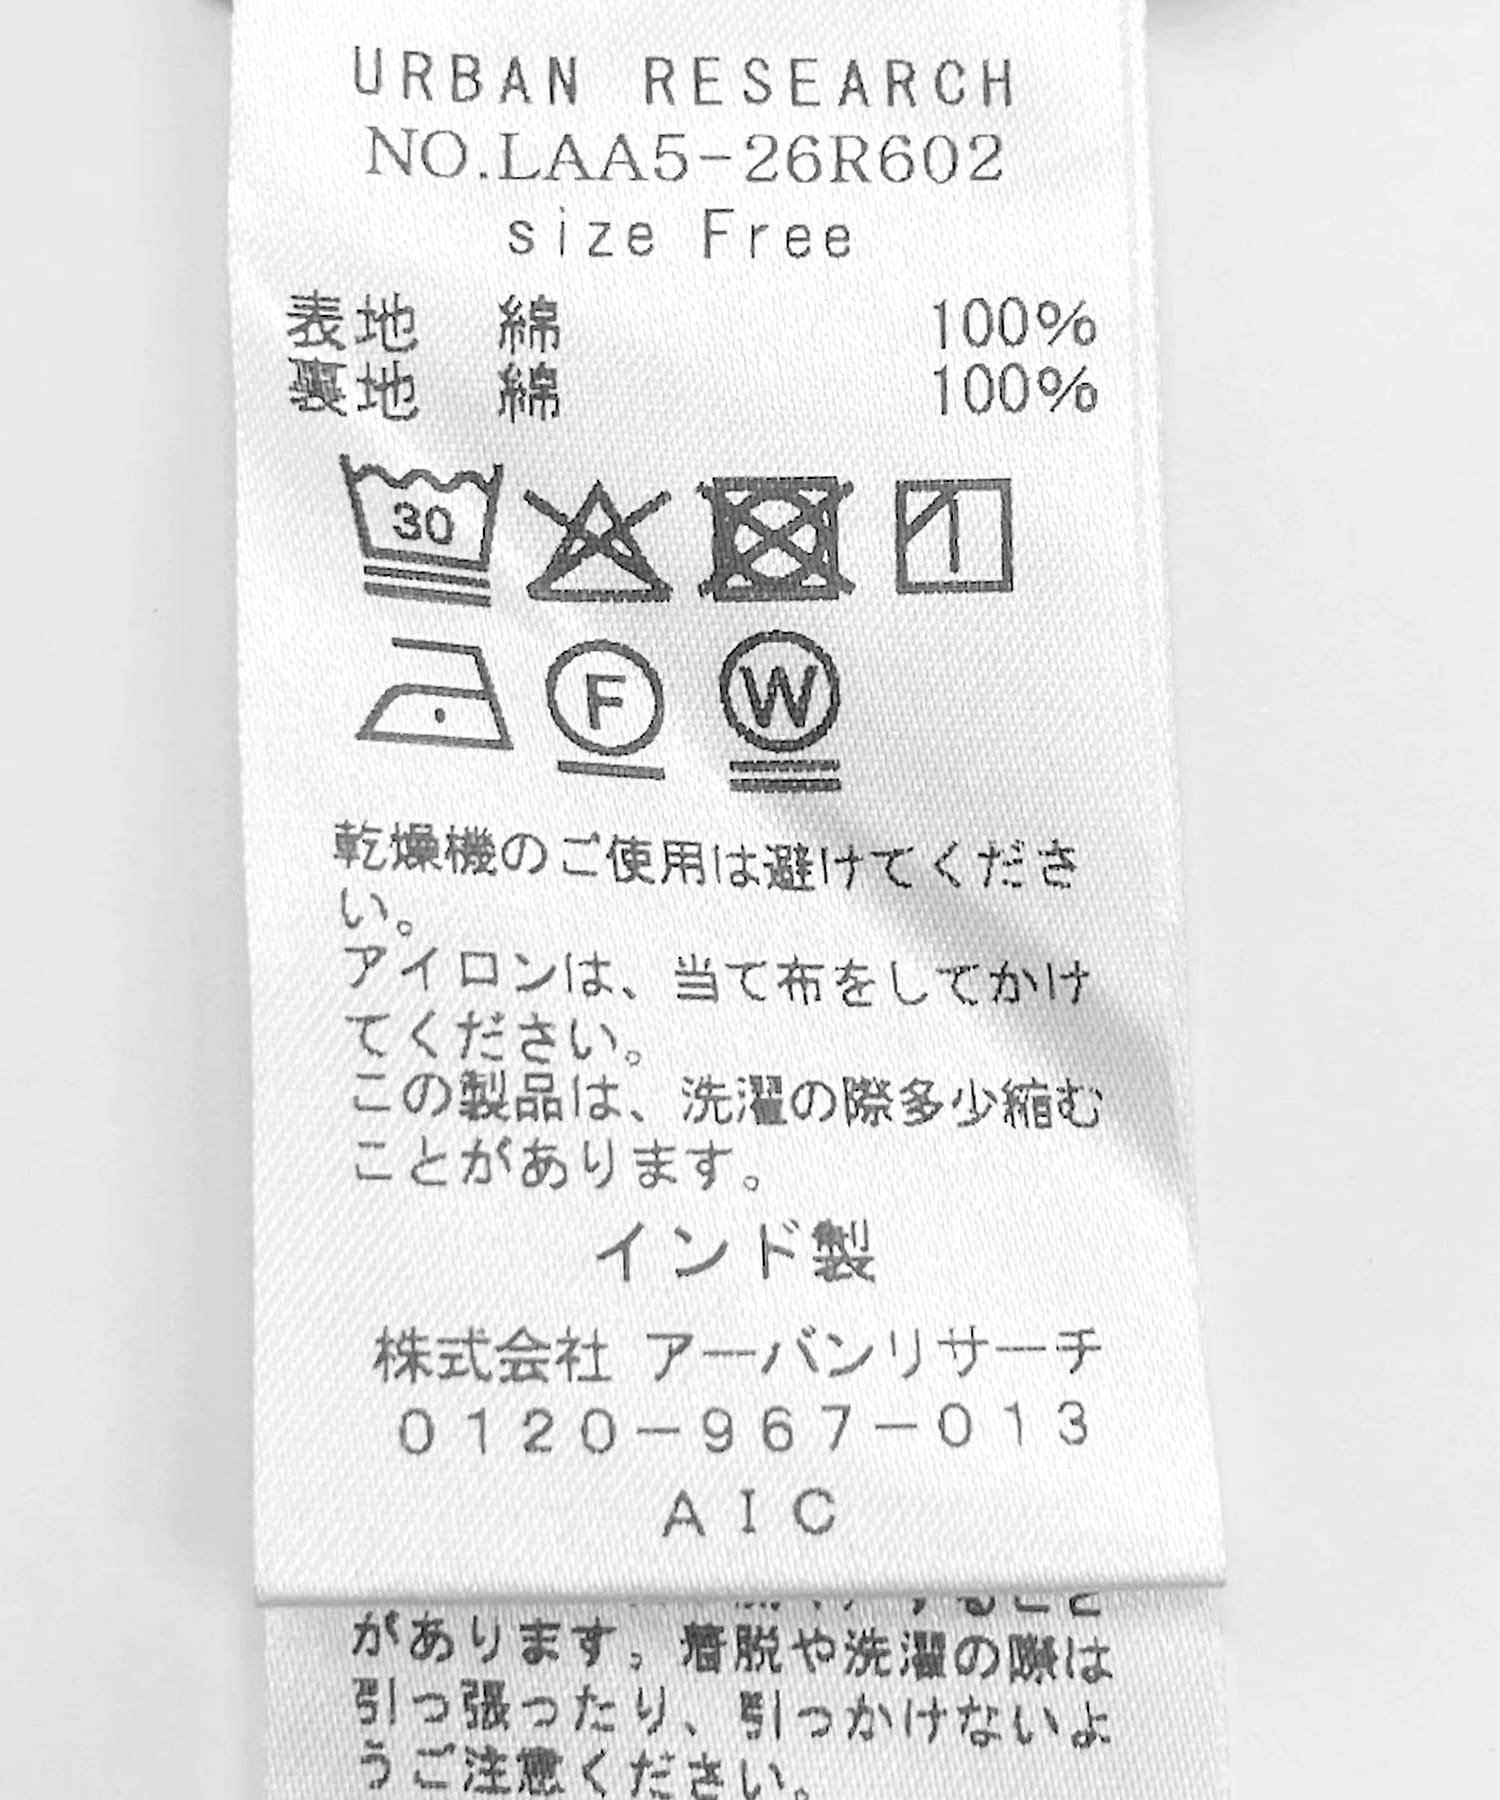 URBAN RESEARCH
NO.LAA5-26R602
size Free
表地 綿 100%
裏地 綿 100%
30
F
W
乾燥機のご使用は避けてくださ
い。
アイロンは、当て布をしてかけ
てください。
この製品は、洗濯の際多少縮む
ことがあります。
インド製
株式会社 アーバンリサーチ
0120-967-013
AIC
すること
があります。着脱や洗濯の際は
引っ張ったり、引っかけないよ
うご注意ください。